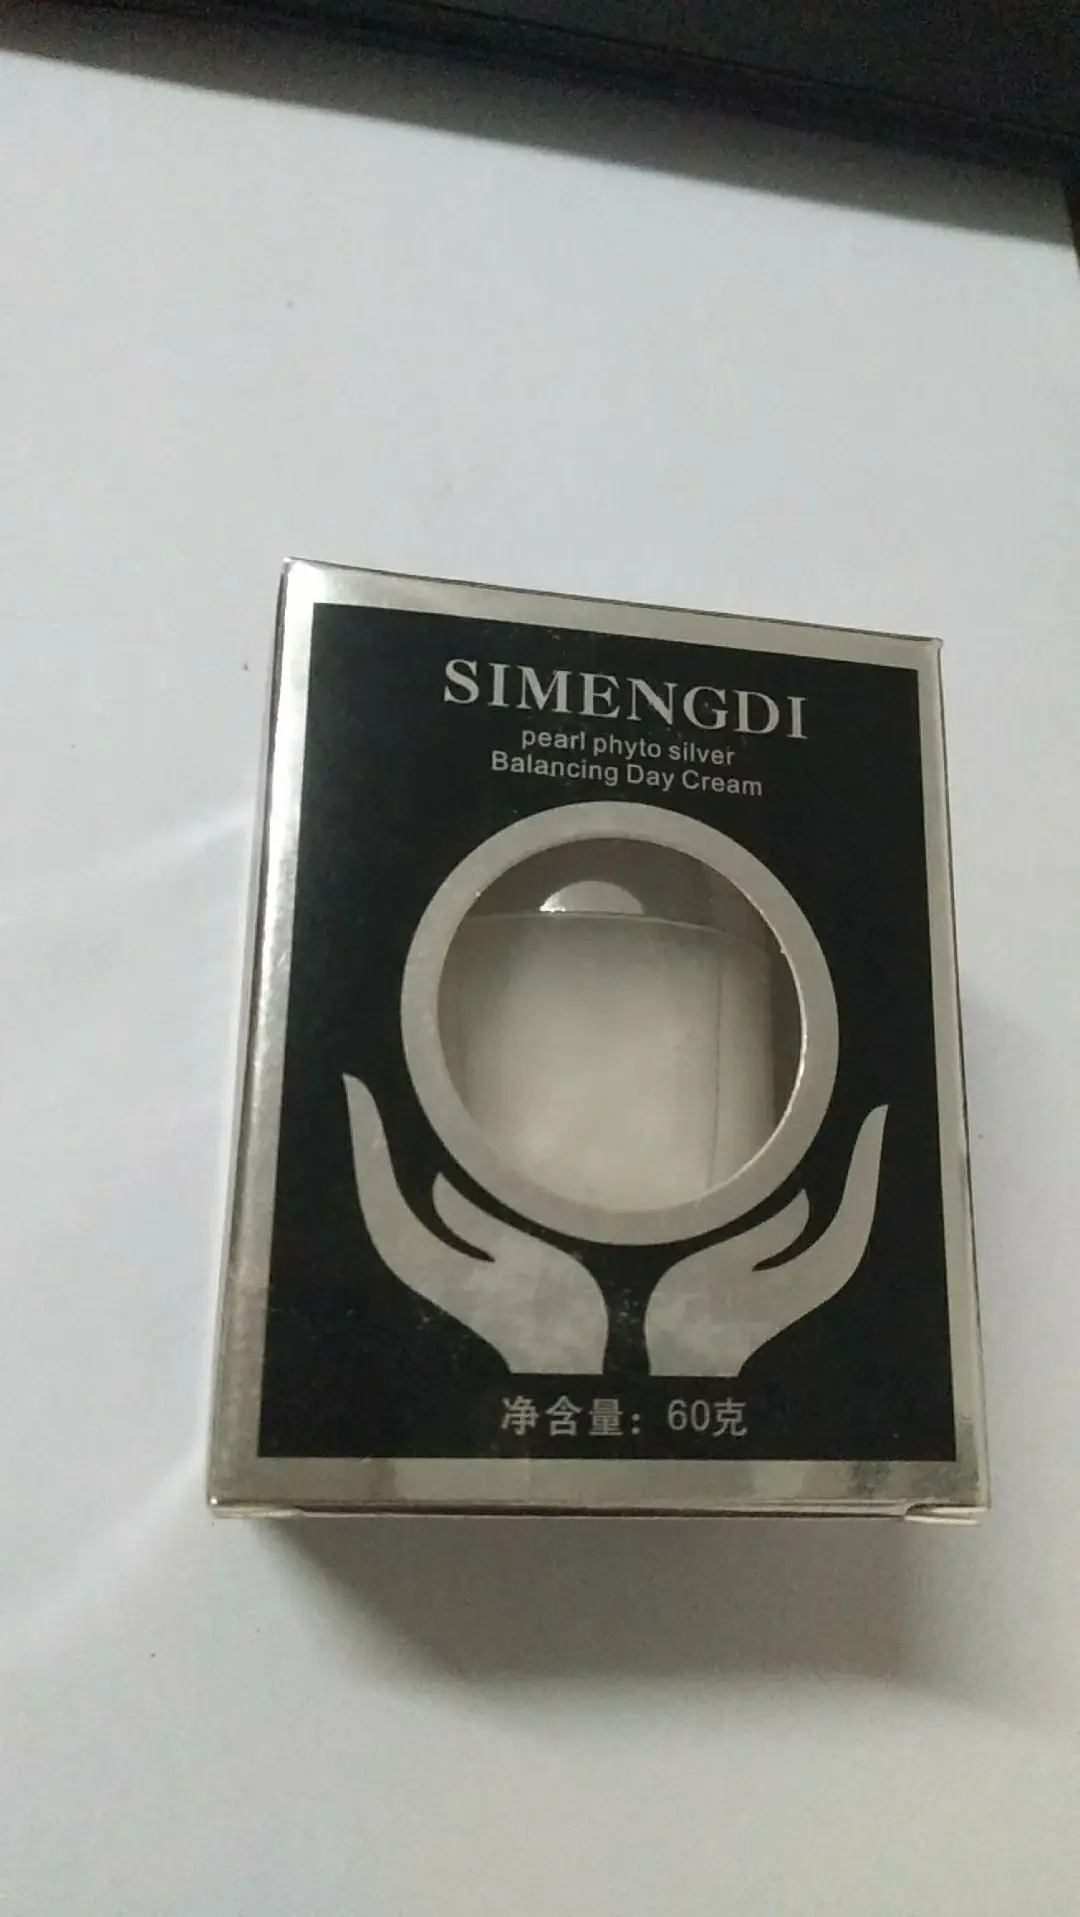 SIMENGDI
pearl phyto silver
Balancing Day Cream
净含量：60克